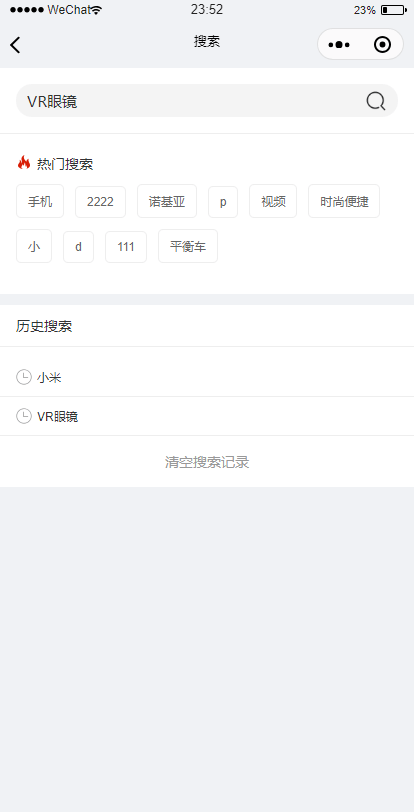 ●●●●● WeChat 23:52 23%
搜索
VR眼镜
热门搜索
手机 2222 诺基亚 p 视频 时尚便捷
小 d 111 平衡车
历史搜索
小米
VR眼镜
清空搜索记录